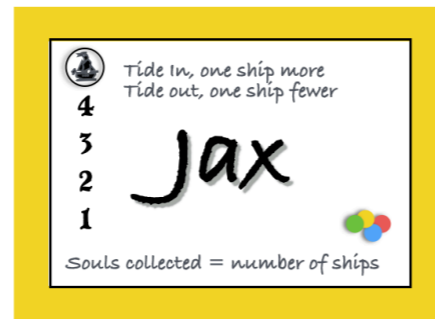 Tide In, one ship more
Tide out, one ship fewer
4
3
2
1
Jax
Souls collected = number of ships